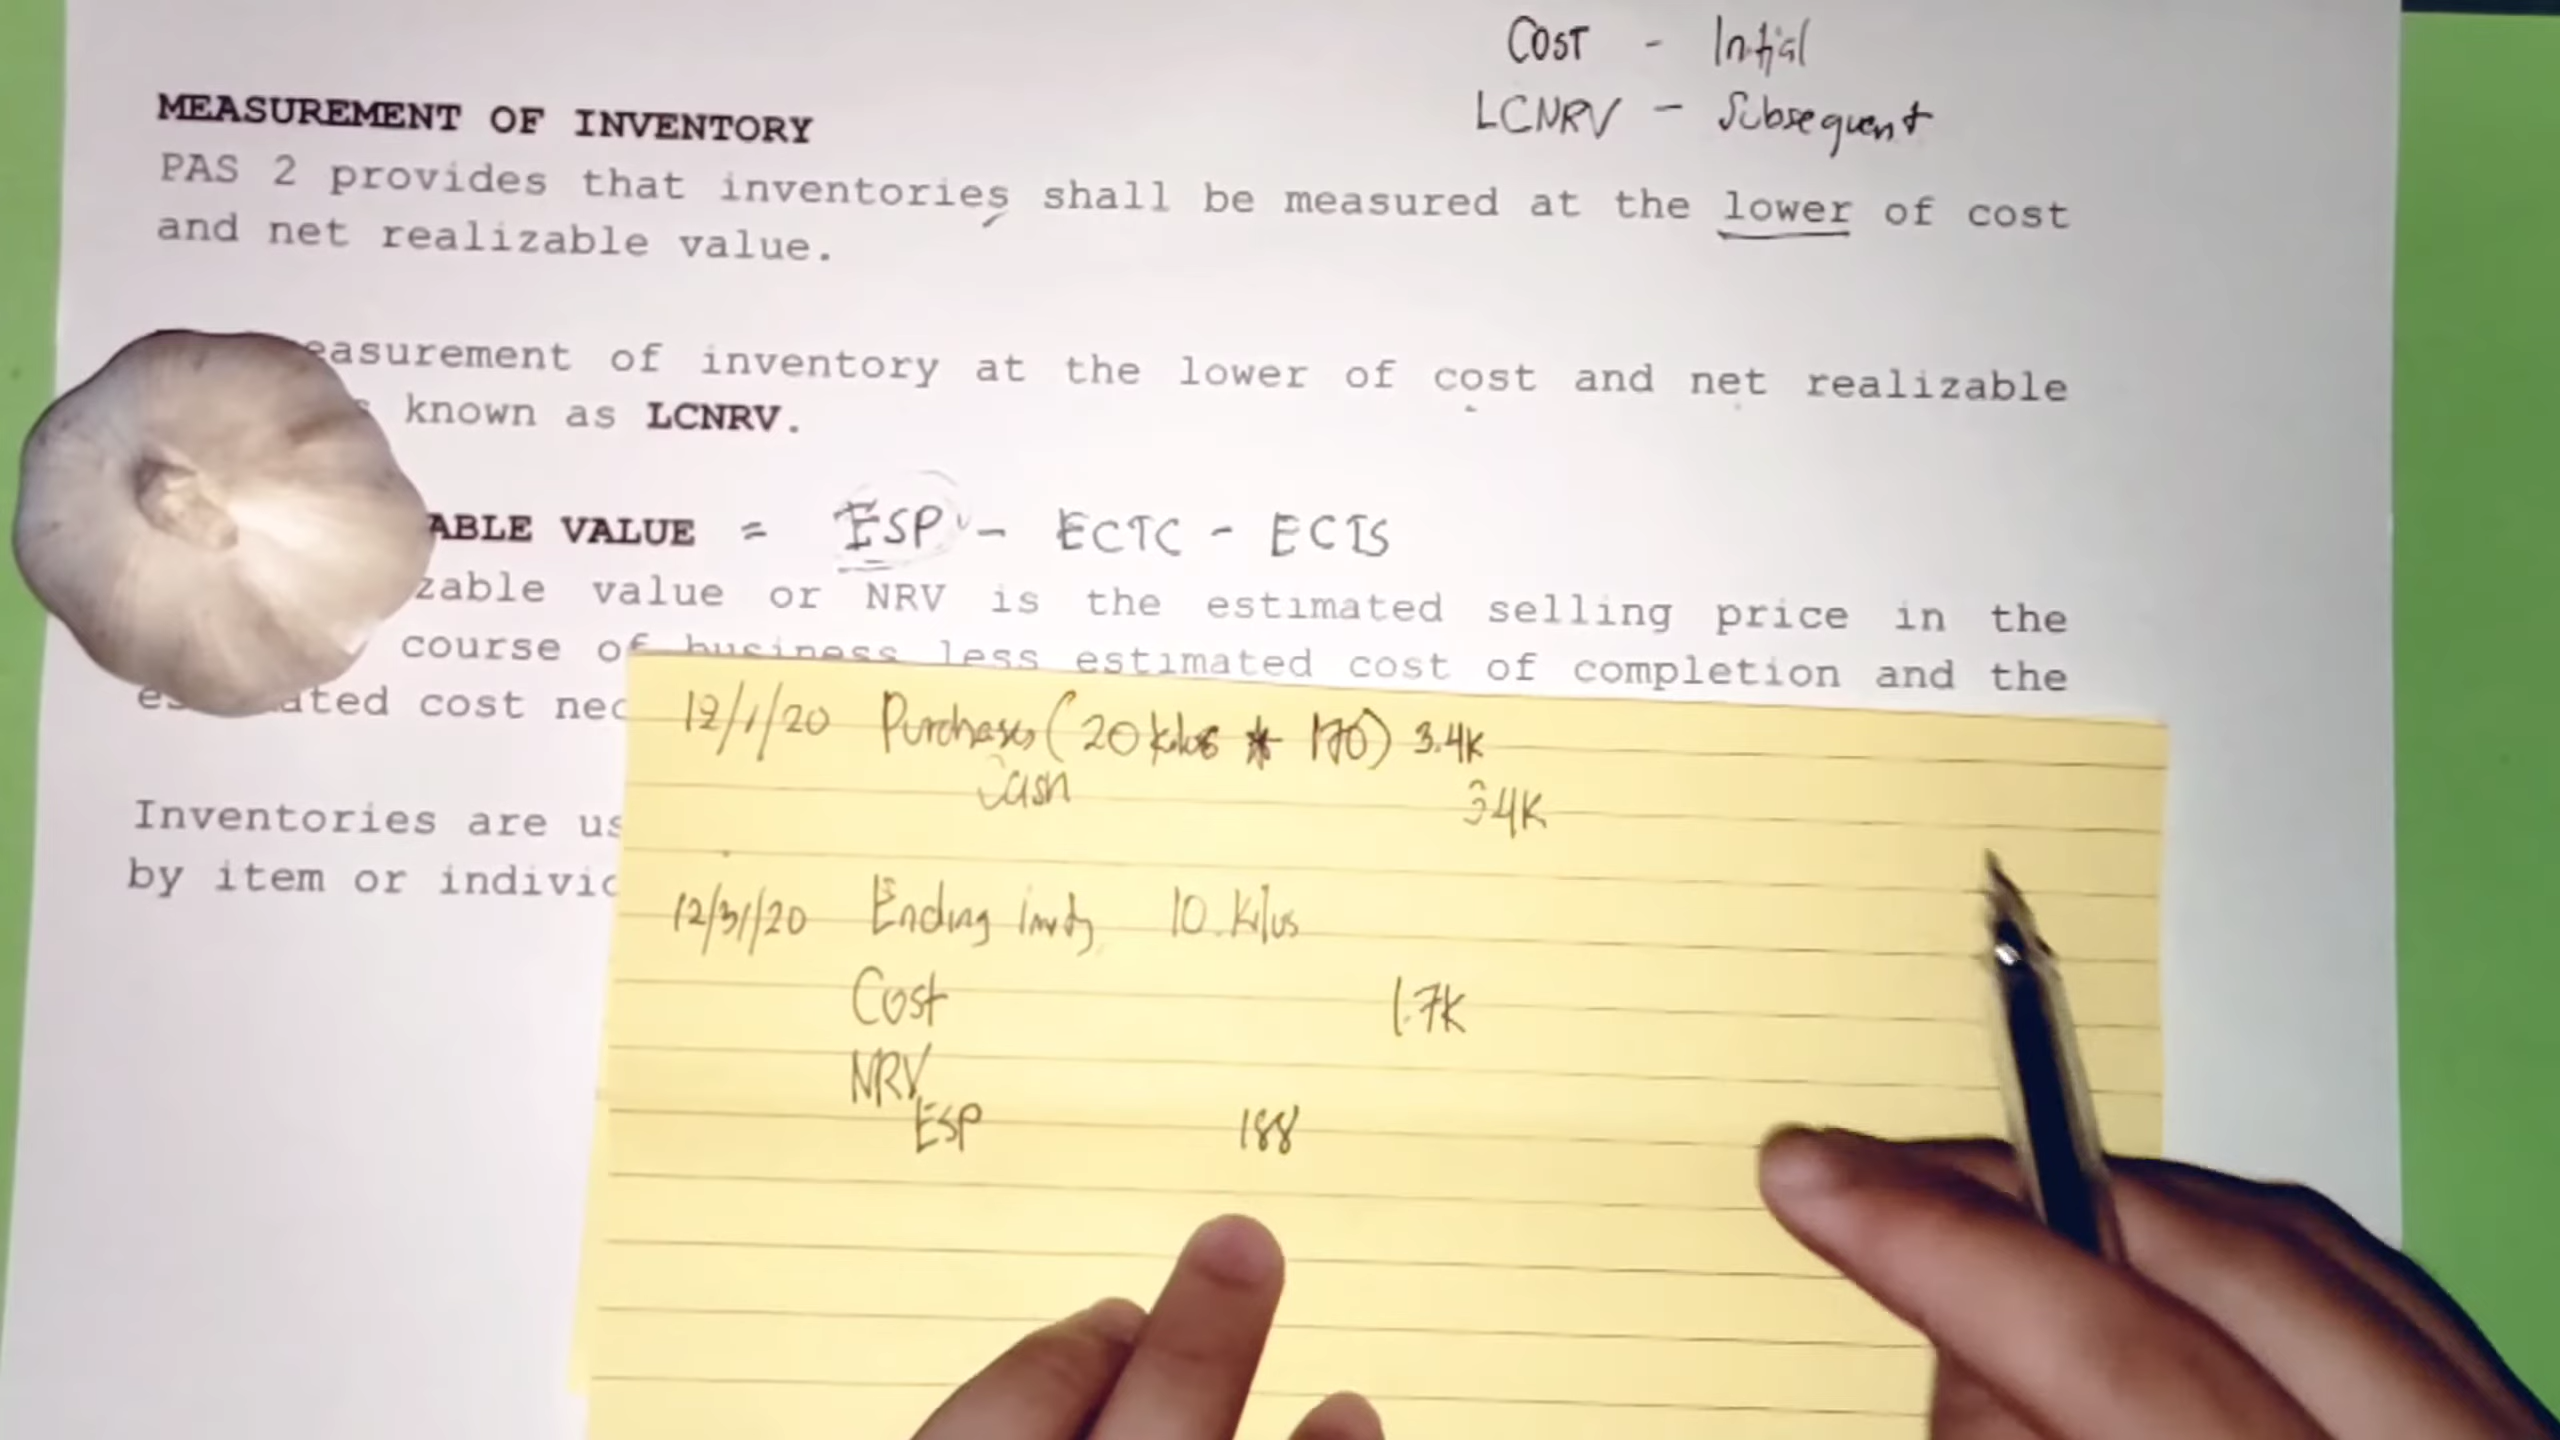 COST - Initial
LCNRV - Subsequent
MEASUREMENT OF INVENTORY
PAS 2 provides that inventories shall be measured at the lower of cost
and net realizable value.
easurement of inventory at the lower of cost and net realizable
known as LCNRV.
ABLE VALUE = ESP - ECTC - ECTS
zable value or NRV is the estimated selling price in the
course of business less estimated cost of completion and the
ated cost nec
Inventories are us
by item or indivic
12/1/20 Purchases (20 kilos * 170) 3.4K
Cash 3.4K
12/31/20 Ending invty 10 Kilos
Cost 1.7K
NRV
ESP 188